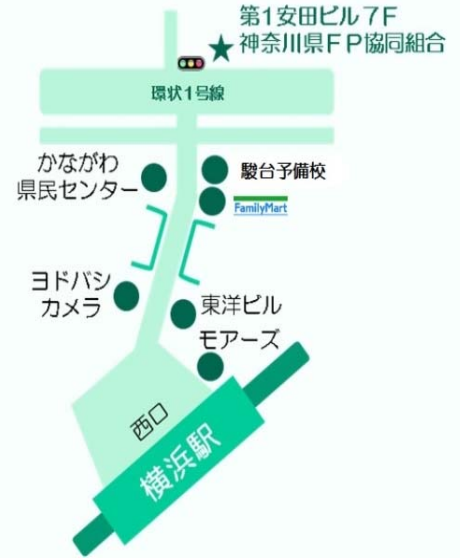 第1安田ビル7F
神奈川県FP協同組合
環状1号線
かながわ
県民センター
駿台予備校
FamilyMart
ヨドバシ
カメラ
東洋ビル
モアーズ
西口
横浜駅